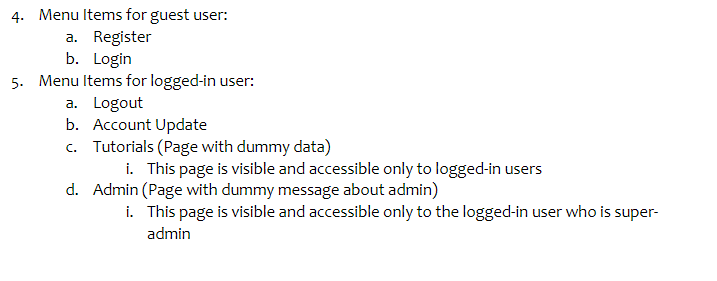 4. Menu Items for guest user:
a. Register
b. Login
5. Menu Items for logged-in user:
a. Logout
b. Account Update
c. Tutorials (Page with dummy data)
i. This page is visible and accessible only to logged-in users
d. Admin (Page with dummy message about admin)
i. This page is visible and accessible only to the logged-in user who is super-
admin